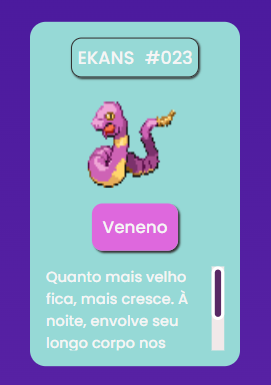 EKANS #023
Veneno
Quanto mais velho
fica, mais cresce. À
noite, envolve seu
longo corpo nos